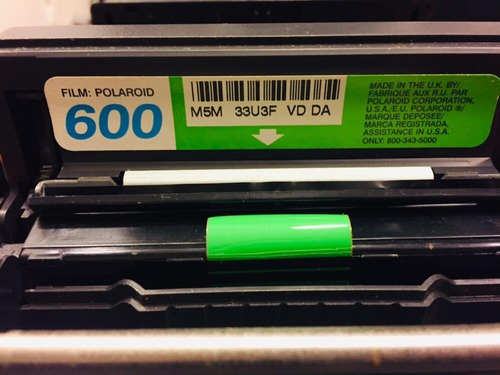 FILM: POLAROID
600
M5M 33U3F VD DA
MADE IN THE U.K. BY/
FABRIQUE AUX R.U. PAR
POLAROID CORPORATION,
U.S.A./E.U. POLAROID ®/
MARQUE DEPOSEE/
MARCA REGISTRADA,
ASSISTANCE IN U.S.A.
ONLY: 800-343-5000